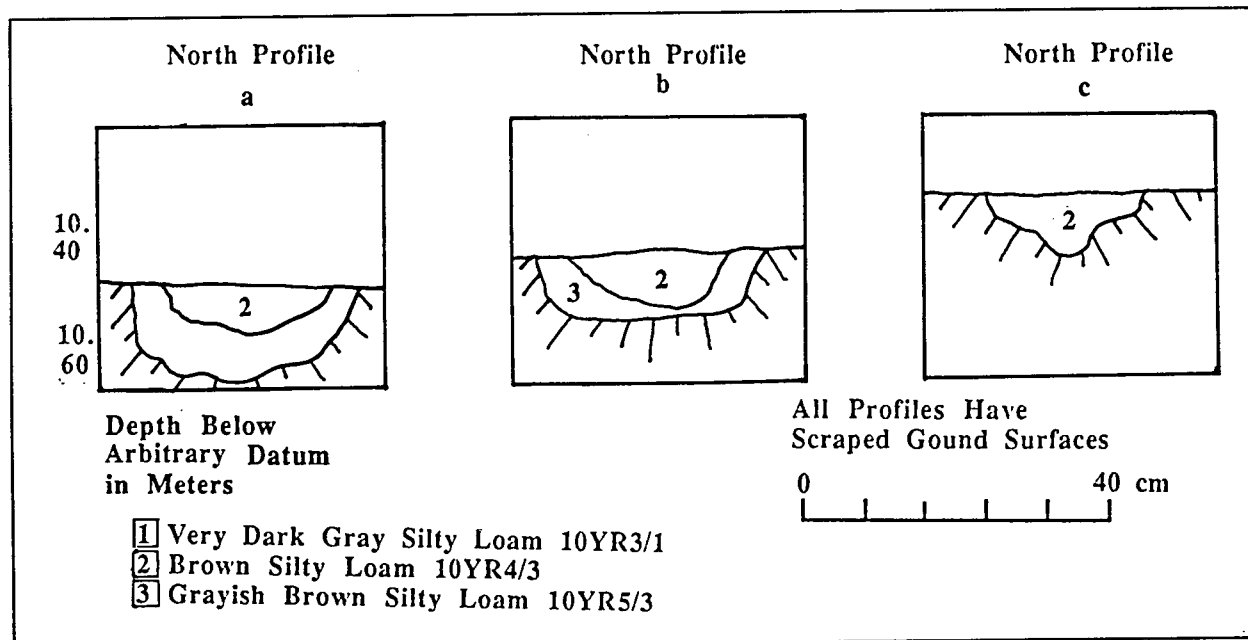 North Profile
a
North Profile
b
North Profile
c
10.
40
10.
60
2
3
2
2
Depth Below
Arbitrary Datum
in Meters
All Profiles Have
Scraped Gound Surfaces
0 40 cm
1 Very Dark Gray Silty Loam 10YR3/1
2 Brown Silty Loam 10YR4/3
3 Grayish Brown Silty Loam 10YR5/3